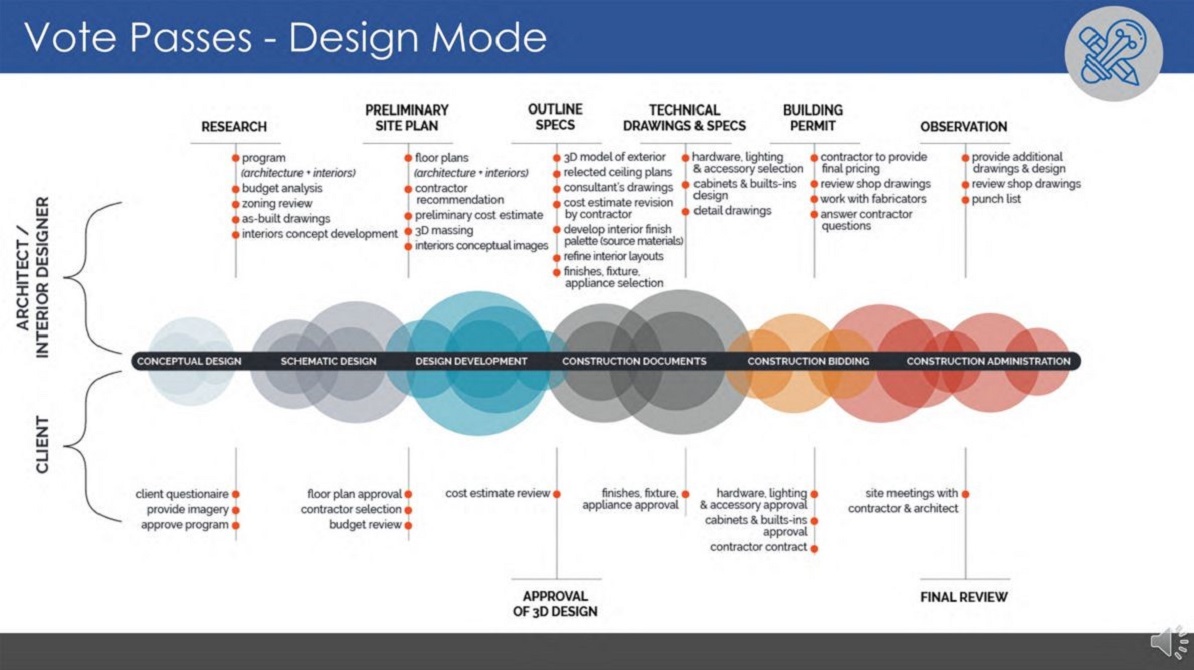 Vote Passes - Design Mode
RESEARCH
program
(architecture + interiors)
budget analysis
zoning review
as-built drawings
interiors concept development
PRELIMINARY
SITE PLAN
floor plans
(architecture + interiors)
contractor
recommendation
preliminary cost estimate
3D massing
interiors conceptual images
OUTLINE
SPECS
3D model of exterior
relected ceiling plans
consultant's drawings
cost estimate revision
by contractor
develop interior finish
palette (source materials)
refine interior layouts
finishes, fixture,
appliance selection
TECHNICAL
DRAWINGS & SPECS
hardware, lighting
& accessory selection
cabinets & builts-ins
design
detail drawings
BUILDING
PERMIT
contractor to provide
final pricing
review shop drawings
work with fabricators
answer contractor
questions
OBSERVATION
provide additional
drawings & design
review shop drawings
punch list
ARCHITECT /
INTERIOR DESIGNER
CONCEPTUAL DESIGN
SCHEMATIC DESIGN
DESIGN DEVELOPMENT
CONSTRUCTION DOCUMENTS
CONSTRUCTION BIDDING
CONSTRUCTION ADMINISTRATION
CLIENT
client questionaire
provide imagery
approve program
floor plan approval
contractor selection
budget review
cost estimate review
APPROVAL
OF 3D DESIGN
finishes, fixture,
appliance approval
hardware, lighting
& accessory approval
cabinets & builts-ins
approval
contractor contract
site meetings with
contractor & architect
FINAL REVIEW